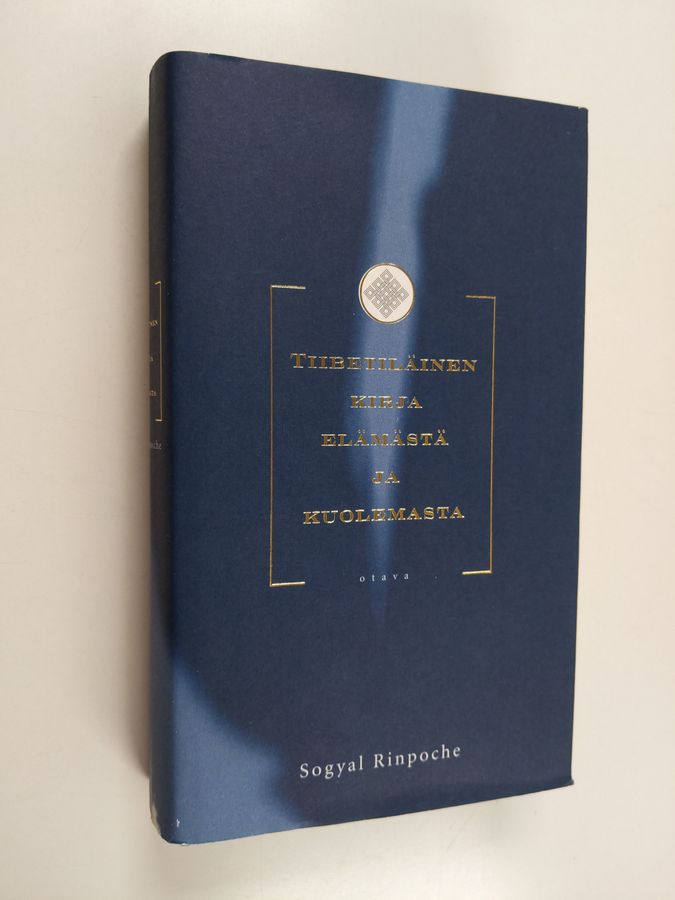 Tiibetiläinen
kirja
elämästä
ja
kuolemasta
otava
Sogyal Rinpoche